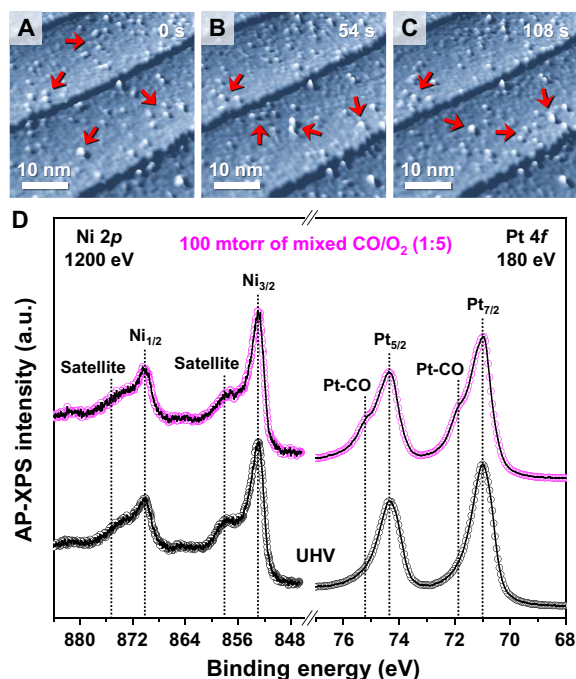 A 0 s
B 54 s
C 108 s
10 nm
10 nm
10 nm
D
Ni 2p
1200 eV
100 mtorr of mixed CO/O₂ (1:5)
Pt 4f
180 eV
Ni₃/₂
Pt₇/₂
Ni₁/₂
Pt₅/₂
Satellite
Satellite
Pt-CO
Pt-CO
UHV
AP-XPS intensity (a.u.)
880 872 864 856 848 76 74 72 70 68
Binding energy (eV)